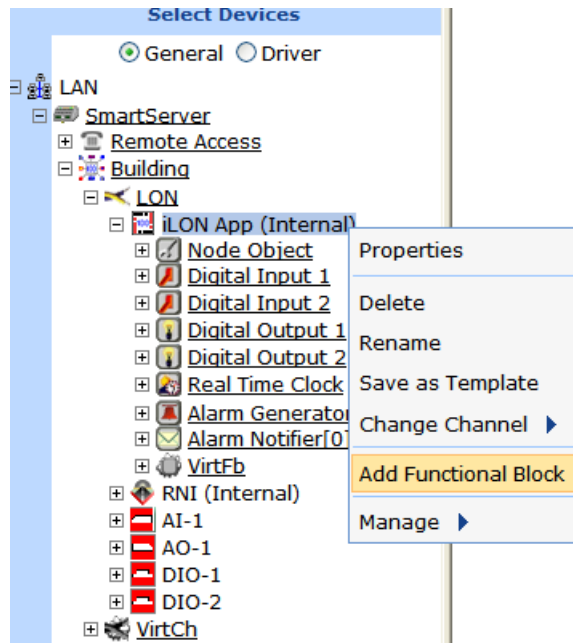 Select Devices
General Driver
LAN
SmartServer
Remote Access
Building
LON
iLON App (Internal)
Node Object
Digital Input 1
Digital Input 2
Digital Output 1
Digital Output 2
Real Time Clock
Alarm Generator
Alarm Notifier[0]
VirtFb
RNI (Internal)
AI-1
AO-1
DIO-1
DIO-2
VirtCh
Properties
Delete
Rename
Save as Template
Change Channel
Add Functional Block
Manage